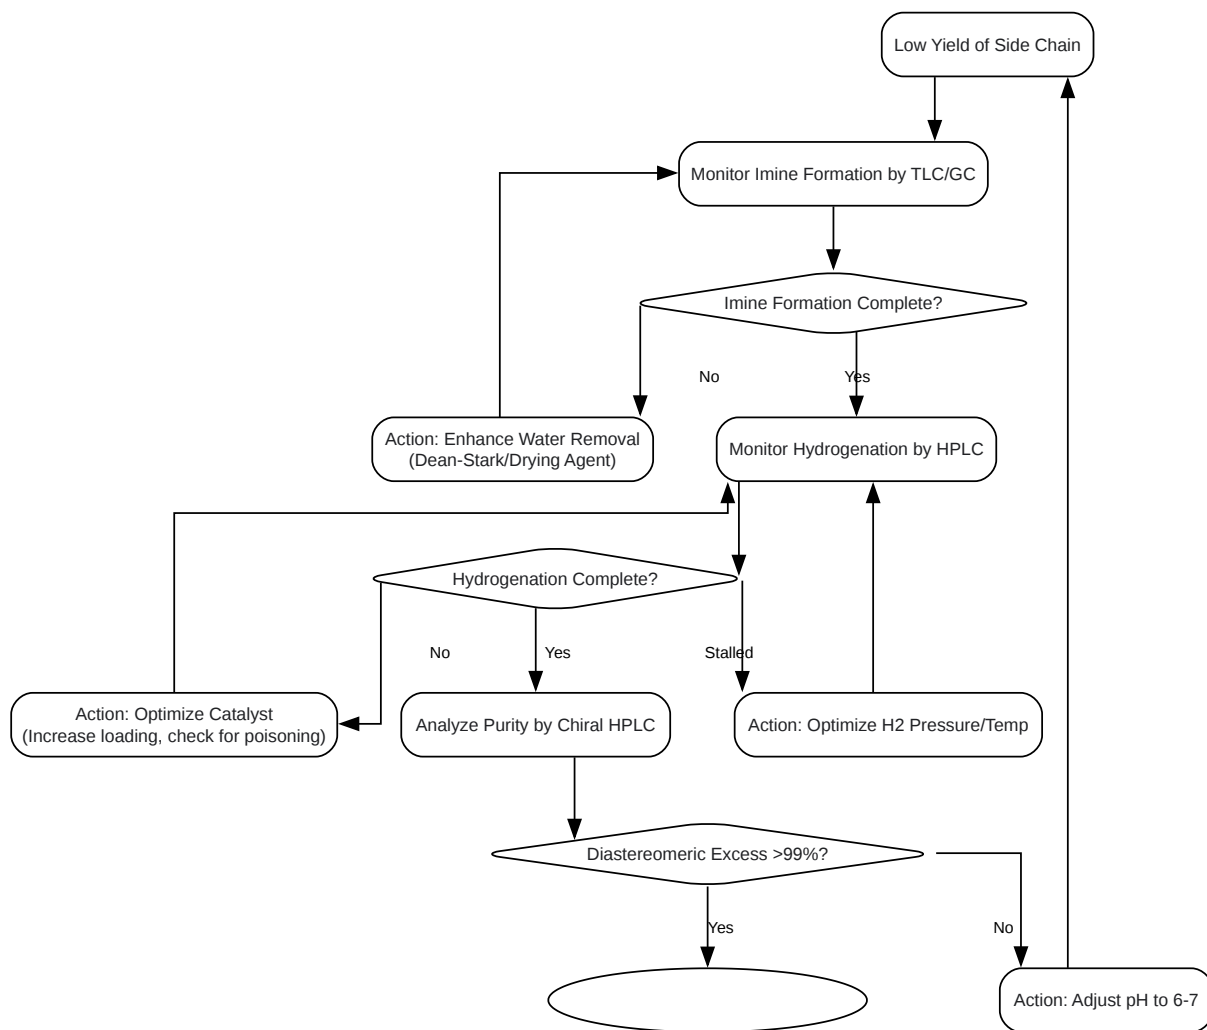 Low Yield of Side Chain
Monitor Imine Formation by TLC/GC
Imine Formation Complete?
No
Yes
Action: Enhance Water Removal
(Dean-Stark/Drying Agent)
Monitor Hydrogenation by HPLC
Hydrogenation Complete?
No
Yes
Stalled
Action: Optimize Catalyst
(Increase loading, check for poisoning)
Analyze Purity by Chiral HPLC
Action: Optimize H2 Pressure/Temp
Diastereomeric Excess >99%?
Yes
No
Action: Adjust pH to 6-7